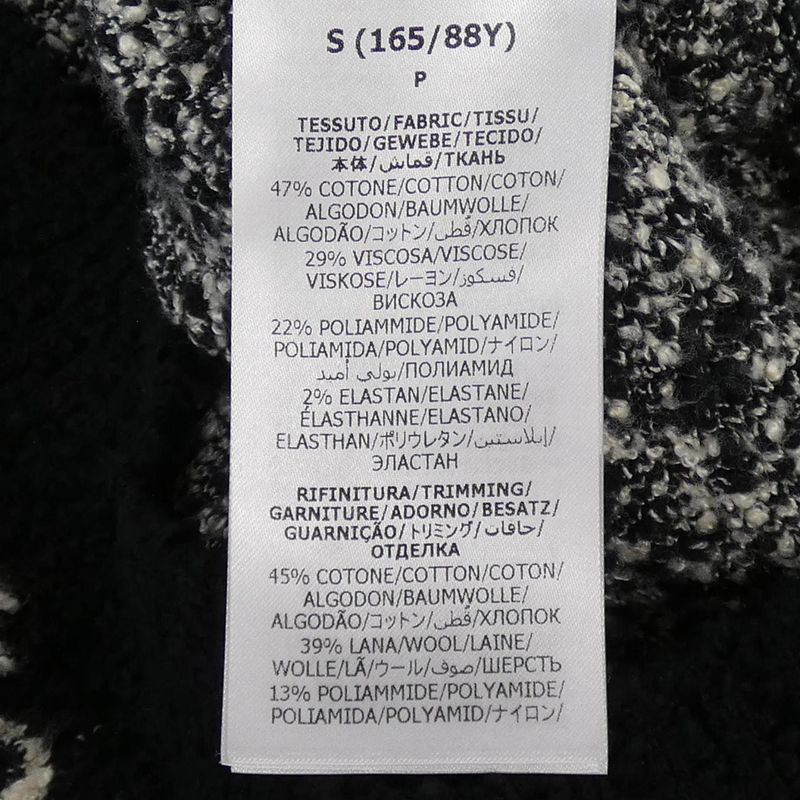 S (165/88Y)
P
TESSUTO/FABRIC/TISSU/
TEJIDO/GEWEBE/TECIDO/
本体/قماش/ТКАНЬ
47% COTONE/COTTON/COTON/
ALGODON/BAUMWOLLE/
ALGODÃO/コットン/قُطن/ХЛОПОК
29% VISCOSA/VISCOSE/
VISKOSE/レーヨン/فسكوز/
ВИСКОЗА
22% POLIAMMIDE/POLYAMIDE/
POLIAMIDA/POLYAMID/ナイロン/
بولي أميد/ПОЛИАМИД
2% ELASTAN/ELASTANE/
ÉLASTHANNE/ELASTANO/
ELASTHAN/ポリウレタン/إيلاستين/
ЭЛАСТАН
RIFINITURA/TRIMMING/
GARNITURE/ADORNO/BESATZ/
GUARNIÇÃO/トリミング/حافات/
ОТДЕЛКА
45% COTONE/COTTON/COTON/
ALGODON/BAUMWOLLE/
ALGODÃO/コットン/قُطن/ХЛОПОК
39% LANA/WOOL/LAINE/
WOLLE/LÃ/ウール/صوف/ШЕРСТЬ
13% POLIAMMIDE/POLYAMIDE/
POLIAMIDA/POLYAMID/ナイロン/